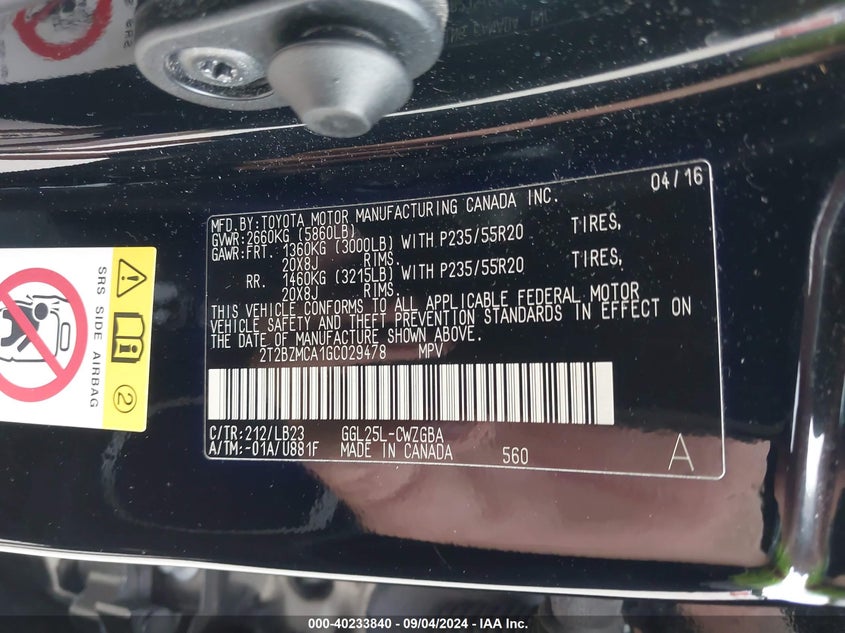 04/16
MFD. BY: TOYOTA MOTOR MANUFACTURING CANADA INC.
GVWR: 2660KG (5860LB)
GAWR: FRT. 1360KG (3000LB) WITH P235/55R20 TIRES,
20X8J RIMS.
RR. 1460KG (3215LB) WITH P235/55R20 TIRES,
20X8J RIMS.
THIS VEHICLE CONFORMS TO ALL APPLICABLE FEDERAL MOTOR
VEHICLE SAFETY AND THEFT PREVENTION STANDARDS IN EFFECT ON
THE DATE OF MANUFACTURE SHOWN ABOVE.
2T2BZMCA1GC029478 MPV
C/TR: 212/LB23 GGL25L-CWZGBA
A/TM: -01A/U881F MADE IN CANADA 560 A
SRS SIDE AIRBAG
2
000-40233840 - 09/04/2024 - IAA Inc.